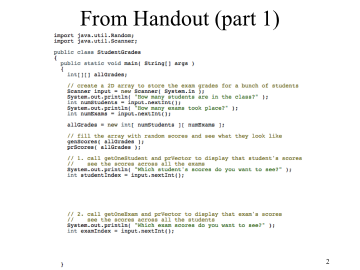 From Handout (part 1)
import java.util.Random;
import java.util.Scanner;
public class StudentGrades
{
public static void main( String[] args )
{
int[][] allGrades;
// create a 2D array to store the exam grades for a bunch of students
Scanner input = new Scanner( System.in );
System.out.println( "How many students are in the class?" );
int numStudents = input.nextInt();
System.out.println( "How many exams took place?" );
int numExams = input.nextInt();
allGrades = new int[ numStudents ][ numExams ];
// fill the array with random scores and see what they look like
genScores( allGrades );
prScores( allGrades );
// 1. call getOneStudent and prVector to display that student's scores
// see the scores across all the exams
System.out.println( "Which student's scores do you want to see?" );
int studentIndex = input.nextInt();
// 2. call getOneExam and prVector to display that exam's scores
// see the scores across all the students
System.out.println( "Which exam scores do you want to see?" );
int examIndex = input.nextInt();
}
2